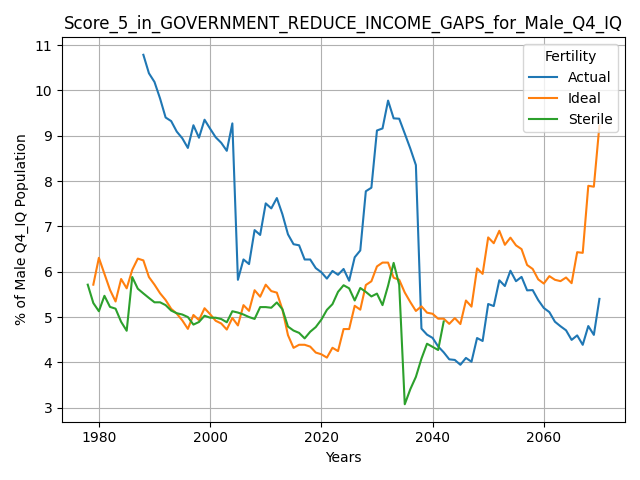 Score_5_in_GOVERNMENT_REDUCE_INCOME_GAPS_for_Male_Q4_IQ
% of Male Q4_IQ Population
11
10
9
8
7
6
5
4
3
Fertility
Actual
Ideal
Sterile
1980
2000
2020
2040
2060
Years